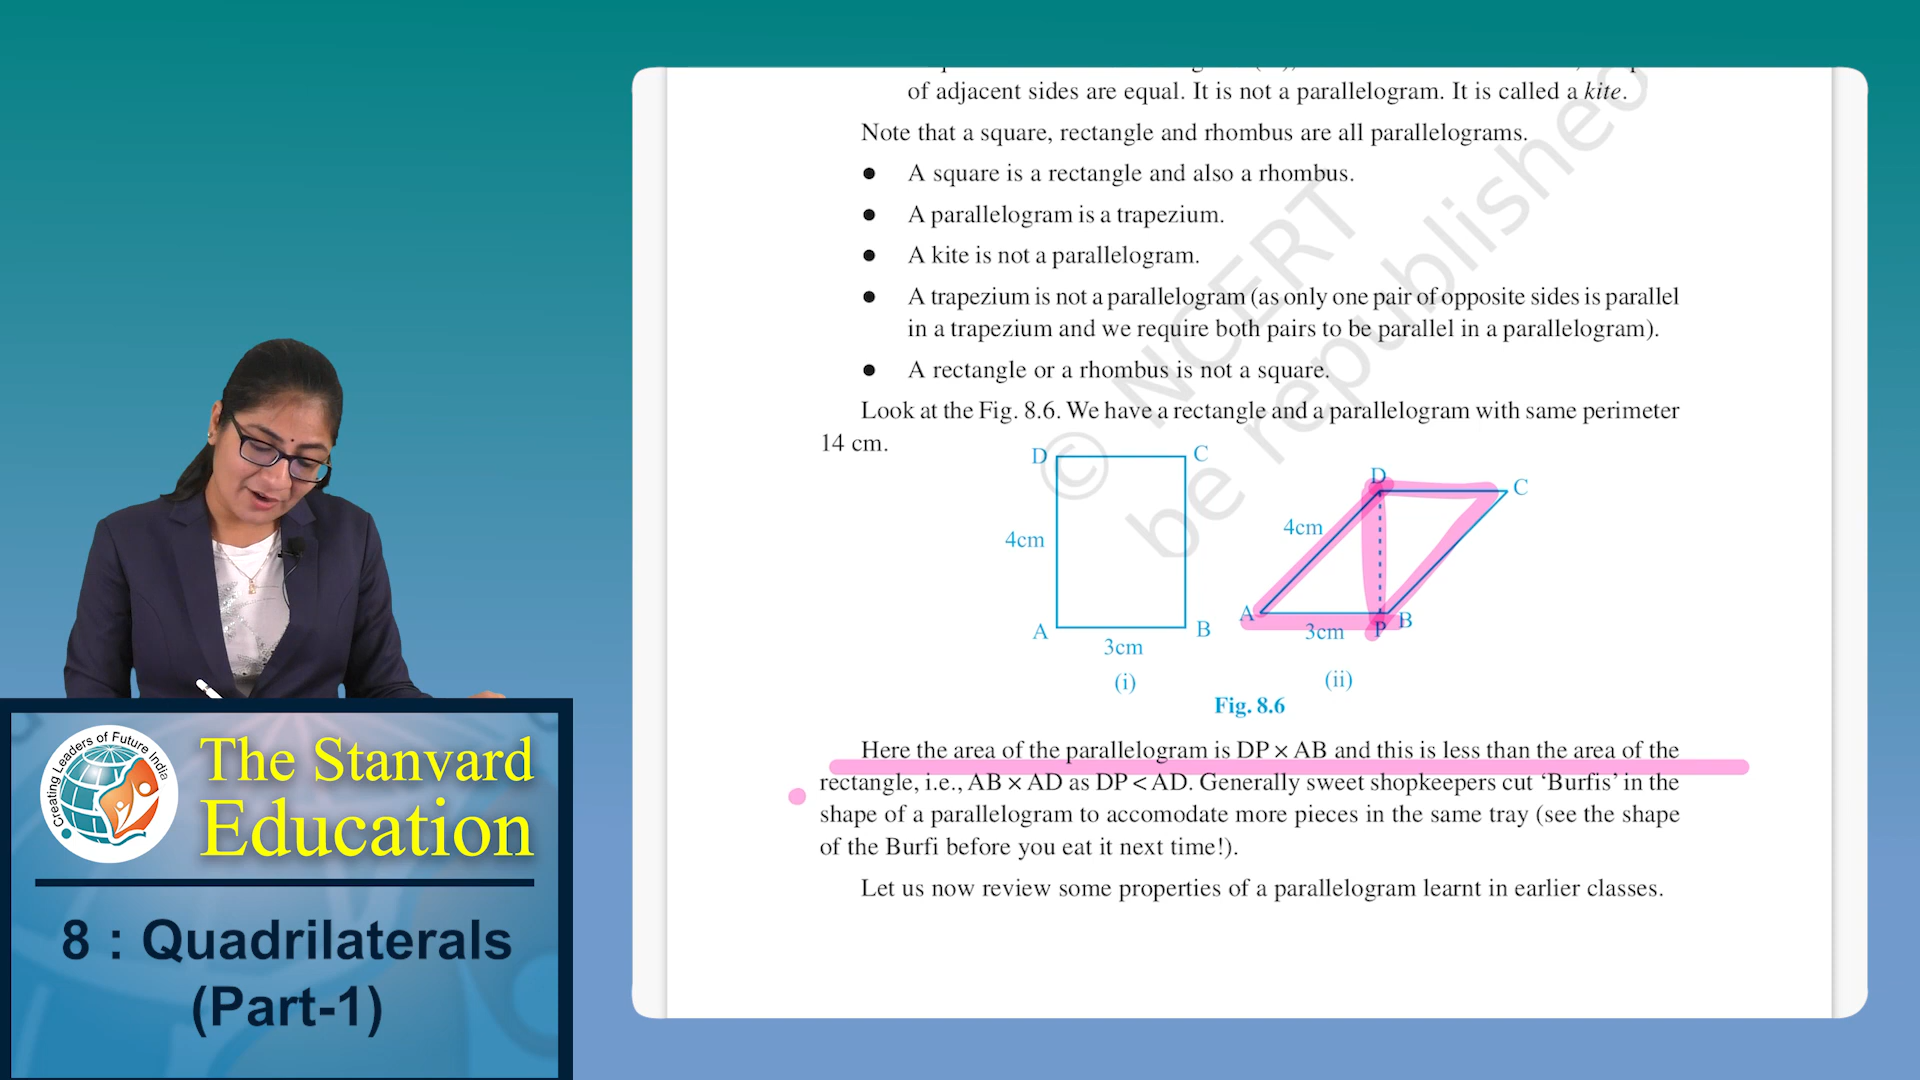 of adjacent sides are equal. It is not a parallelogram. It is called a kite.
Note that a square, rectangle and rhombus are all parallelograms.
● A square is a rectangle and also a rhombus.
● A parallelogram is a trapezium.
● A kite is not a parallelogram.
● A trapezium is not a parallelogram (as only one pair of opposite sides is parallel
in a trapezium and we require both pairs to be parallel in a parallelogram).
● A rectangle or a rhombus is not a square.
Look at the Fig. 8.6. We have a rectangle and a parallelogram with same perimeter
14 cm.
D C
4cm
A B
3cm
(i)
D C
4cm
A B
3cm P
(ii)
Fig. 8.6
Here the area of the parallelogram is DP × AB and this is less than the area of the
rectangle, i.e., AB × AD as DP < AD. Generally sweet shopkeepers cut ‘Burfis’ in the
shape of a parallelogram to accomodate more pieces in the same tray (see the shape
of the Burfi before you eat it next time!).
Let us now review some properties of a parallelogram learnt in earlier classes.
© NCERT
be republished
Creating Leaders of Future India
The Stanvard
Education
8 : Quadrilaterals
(Part-1)